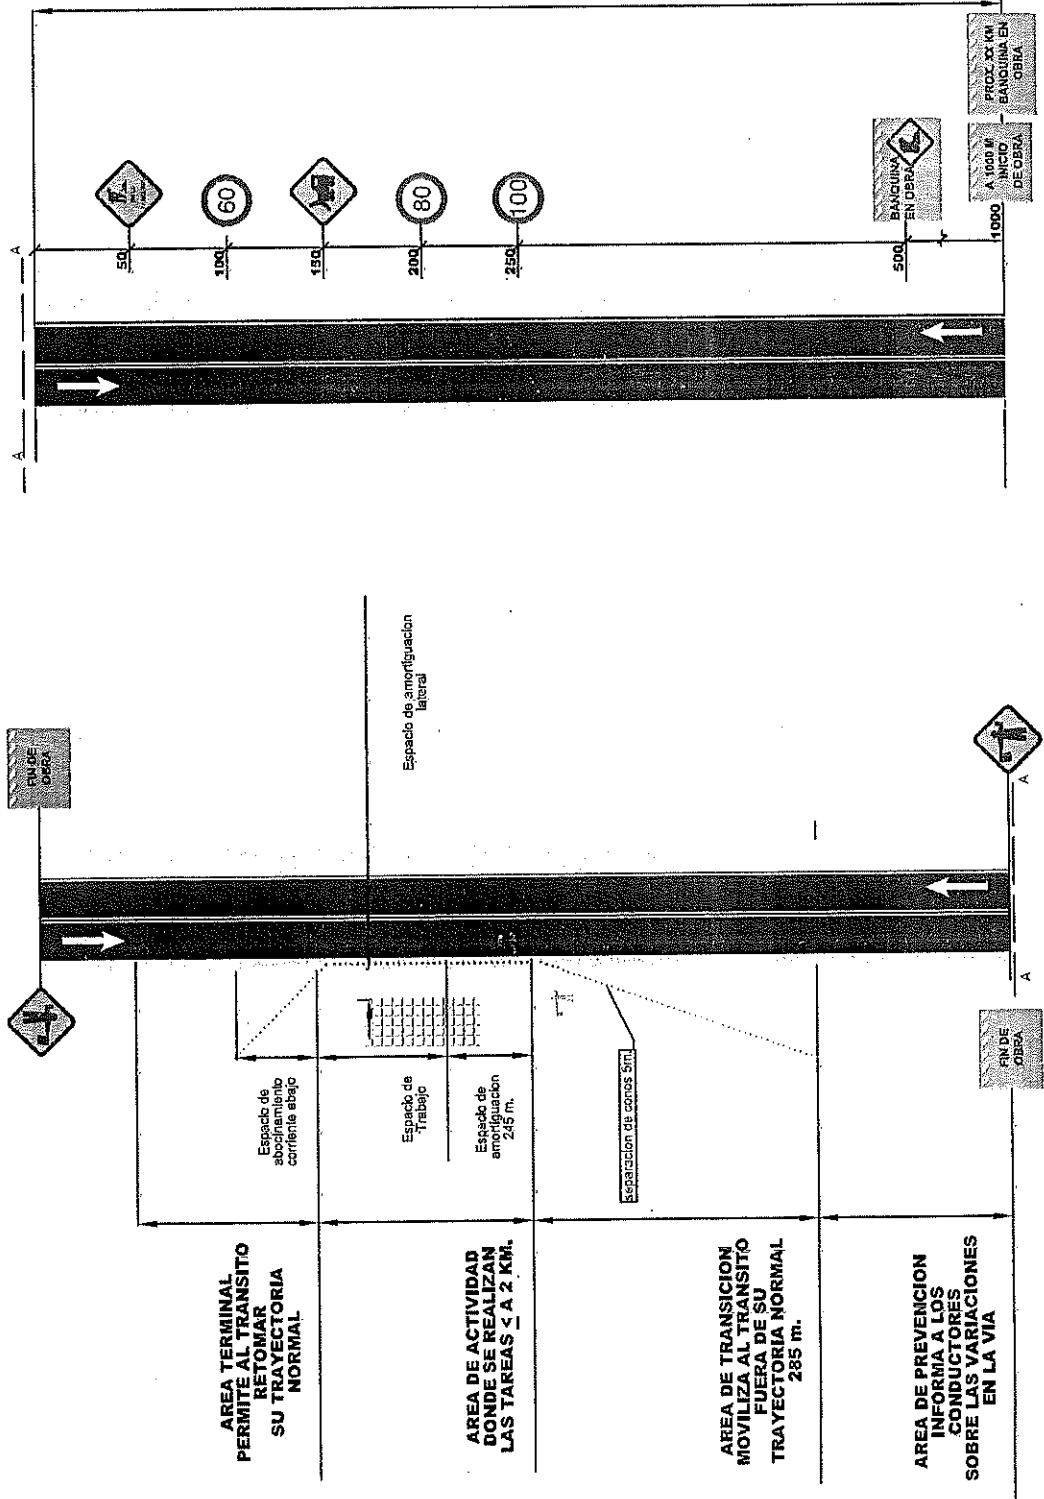 AREA TERMINAL
PERMITE AL TRANSITO
RETOMAR
SU TRAYECTORIA
NORMAL
AREA DE ACTIVIDAD
DONDE SE REALIZAN
LAS TAREAS < A 2 KM.
AREA DE TRANSICION
MOVILIZA AL TRANSITO
FUERA DE SU
TRAYECTORIA NORMAL
285 m.
AREA DE PREVENCION
INFORMA A LOS
CONDUCTORES
SOBRE LAS VARIACIONES
EN LA VIA
Espacio de
abocinamiento
corriente abajo
Espacio de
Trabajo
Espacio de
amortiguacion
245 m.
separacion de conos 5m.
FIN DE
OBRA
A
A
FIN DE
OBRA
Espacio de amortiguacion
lateral
A
A
50
100
60
150
200
80
250
100
500
BANQUINA
EN OBRA
1000
A 1000 M
INICIO
DE OBRA
PROX. XX KM
BANQUINA EN
OBRA